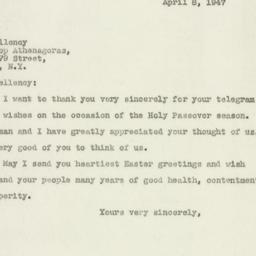 April 8, 1947
llency
op Athenagoras,
79 Street,
, N.Y.
ellency:
I want to thank you very sincerely for your telegram
wishes on the occasion of the Holy Passover season.
man and I have greatly appreciated your thought of us.
ery good of you to think of us.
May I send you heartiest Easter greetings and wish
and your people many years of good health, contentment
perity.
Yours very sincerely,